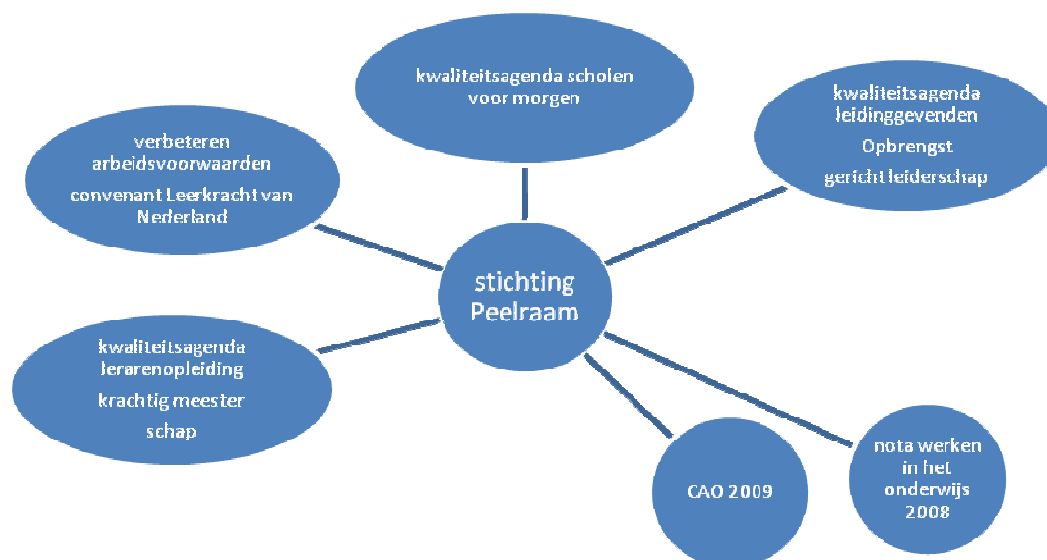 kwaliteitsagenda scholen
voor morgen
kwaliteitsagenda
leidinggevenden
Opbrengst
gericht leiderschap
verbeteren
arbeidsvoorwaarden
convenant Leerkracht van
Nederland
stichting
Peelraam
kwaliteitsagenda
lerarenopleiding
krachtig meester
schap
CAO 2009
nota werken
in het
onderwijs
2008